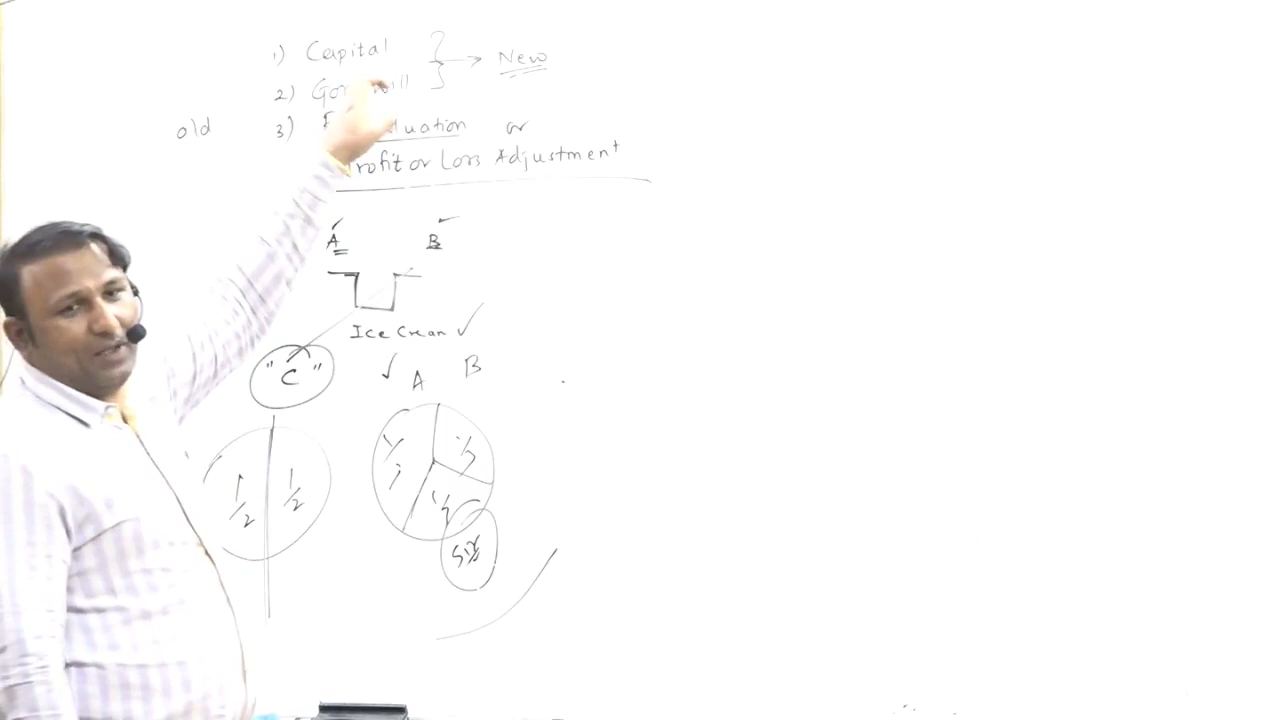 1) Capital
2) Go will → New
old 3) luation or
rofit or Loss Adjustment
A B
Ice Cream ✓
"C"
A B
1/2 1/2
1/3 1/3
1/3